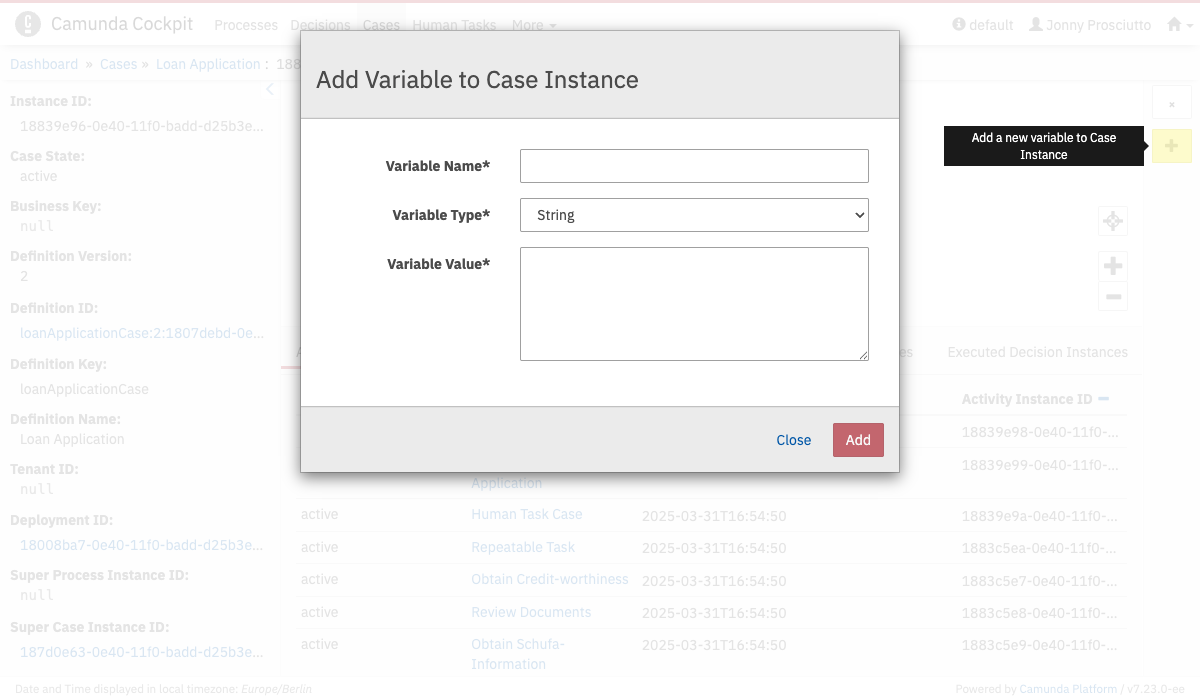 Camunda Cockpit Processes Decisions Cases Human Tasks More default Jonny Prosciutto
Dashboard » Cases » Loan Application : 188
Add Variable to Case Instance
Variable Name*
Variable Type* String
Variable Value*
Close Add
Add a new variable to Case
Instance
Instance ID:
18839e96-0e40-11f0-badd-d25b3e...
Case State:
active
Business Key:
null
Definition Version:
2
Definition ID:
loanApplicationCase:2:1807debd-0e...
Definition Key:
loanApplicationCase
Definition Name:
Loan Application
Tenant ID:
null
Deployment ID:
18008ba7-0e40-11f0-badd-d25b3e...
Super Process Instance ID:
null
Super Case Instance ID:
187d0e63-0e40-11f0-badd-d25b3e...
es Executed Decision Instances
Activity Instance ID
18839e98-0e40-11f0-...
18839e99-0e40-11f0-...
Application
active Human Task Case 2025-03-31T16:54:50 18839e9a-0e40-11f0-...
active Repeatable Task 2025-03-31T16:54:50 1883c5ea-0e40-11f0-...
active Obtain Credit-worthiness 2025-03-31T16:54:50 1883c5e7-0e40-11f0-...
active Review Documents 2025-03-31T16:54:50 1883c5e8-0e40-11f0-...
active Obtain Schufa- 2025-03-31T16:54:50 1883c5e9-0e40-11f0-...
Information
Date and Time displayed in local timezone: Europe/Berlin Powered by Camunda Platform / v7.23.0-ee